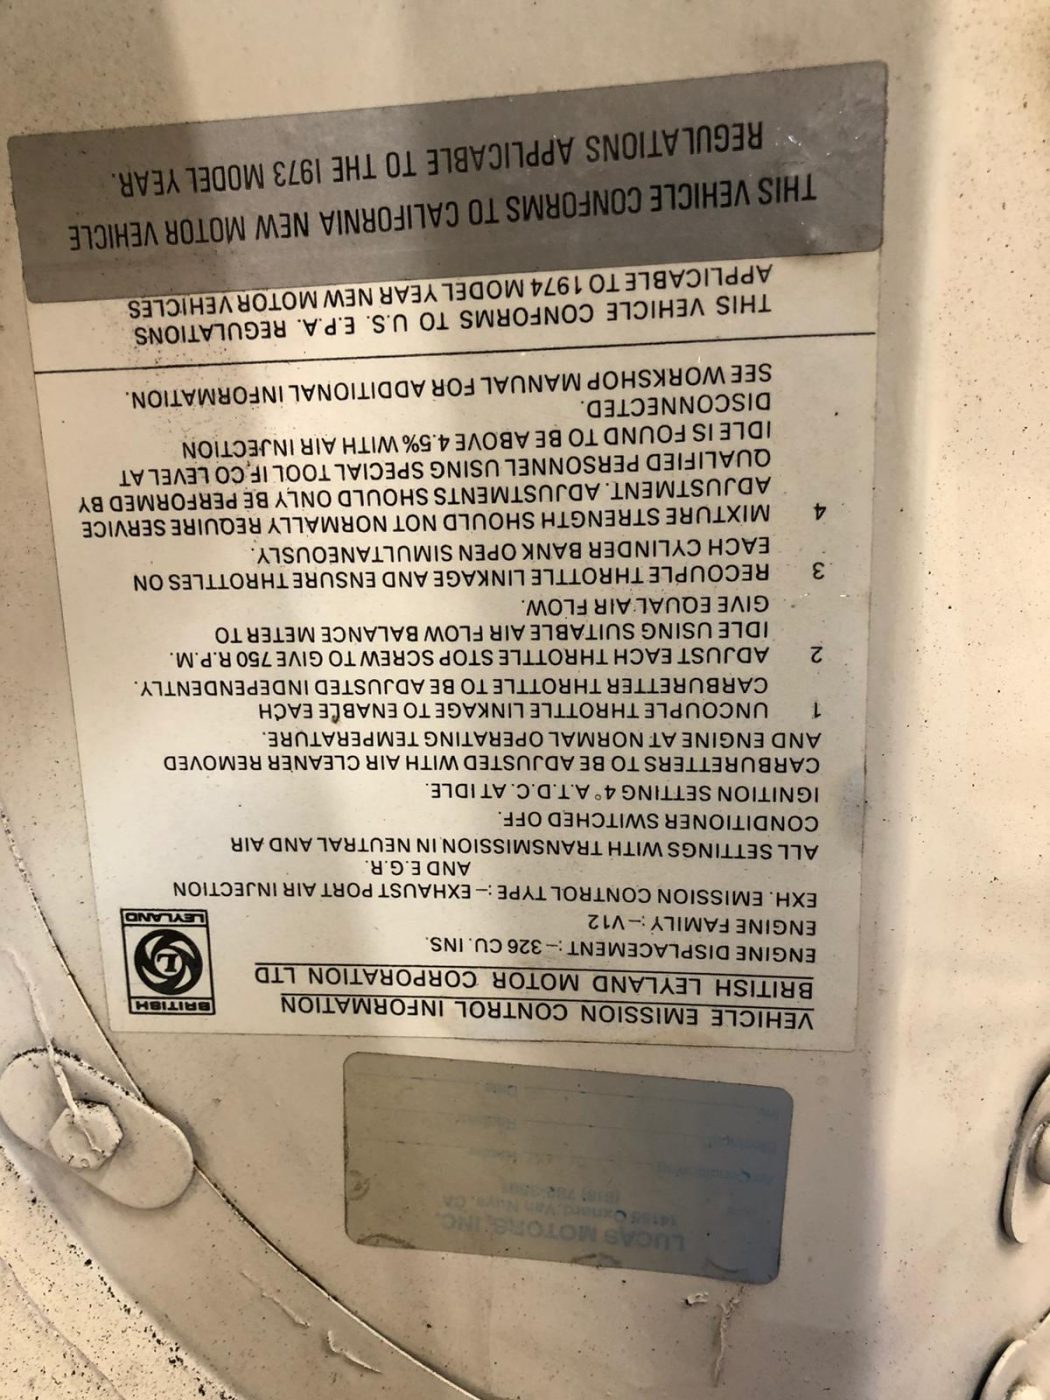 LUCAS MOTORS, INC.
Oxnard, Van Nuys, CA
(818)
Air Conditioning
VEHICLE EMISSION CONTROL INFORMATION
BRITISH LEYLAND MOTOR CORPORATION LTD
BRITISH
L
LEYLAND
ENGINE DISPLACEMENT :– 326 CU. INS.
ENGINE FAMILY :– V12
EXH. EMISSION CONTROL TYPE :– EXHAUST PORT AIR INJECTION
AND E.G.R.
ALL SETTINGS WITH TRANSMISSION IN NEUTRAL AND AIR
CONDITIONER SWITCHED OFF.
IGNITION SETTING 4° A.T.D.C. AT IDLE.
CARBURETTERS TO BE ADJUSTED WITH AIR CLEANER REMOVED
AND ENGINE AT NORMAL OPERATING TEMPERATURE.
1 UNCOUPLE THROTTLE LINKAGE TO ENABLE EACH
CARBURETTER THROTTLE TO BE ADJUSTED INDEPENDENTLY.
2 ADJUST EACH THROTTLE STOP SCREW TO GIVE 750 R.P.M.
IDLE USING SUITABLE AIR FLOW BALANCE METER TO
GIVE EQUAL AIR FLOW.
3 RECOUPLE THROTTLE LINKAGE AND ENSURE THROTTLES ON
EACH CYLINDER BANK OPEN SIMULTANEOUSLY.
4 MIXTURE STRENGTH SHOULD NOT NORMALLY REQUIRE SERVICE
ADJUSTMENT. ADJUSTMENTS SHOULD ONLY BE PERFORMED BY
QUALIFIED PERSONNEL USING SPECIAL TOOL IF CO LEVEL AT
IDLE IS FOUND TO BE ABOVE 4.5% WITH AIR INJECTION
DISCONNECTED.
SEE WORKSHOP MANUAL FOR ADDITIONAL INFORMATION.
THIS VEHICLE CONFORMS TO U.S. E.P.A. REGULATIONS
APPLICABLE TO 1974 MODEL YEAR NEW MOTOR VEHICLES
THIS VEHICLE CONFORMS TO CALIFORNIA NEW MOTOR VEHICLE
REGULATIONS APPLICABLE TO THE 1973 MODEL YEAR.